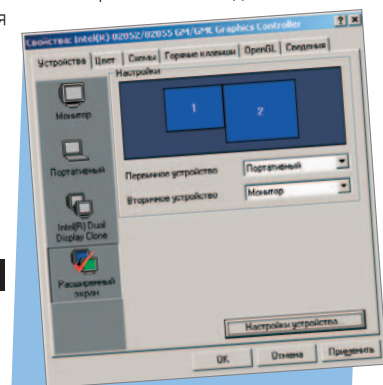 я
Свойства: Intel(R) 82852/82855 GM/GME Graphics Controller
Устройства Цвет Схемы Горячие клавиши OpenGL Сведения
Настройки
1 2
Монитор
Портативный
Intel(R) Dual
Display Clone
Расширенный
экран
Первичное устройство Портативный
Вторичное устройство Монитор
Настройки устройства...
OK Отмена Применить